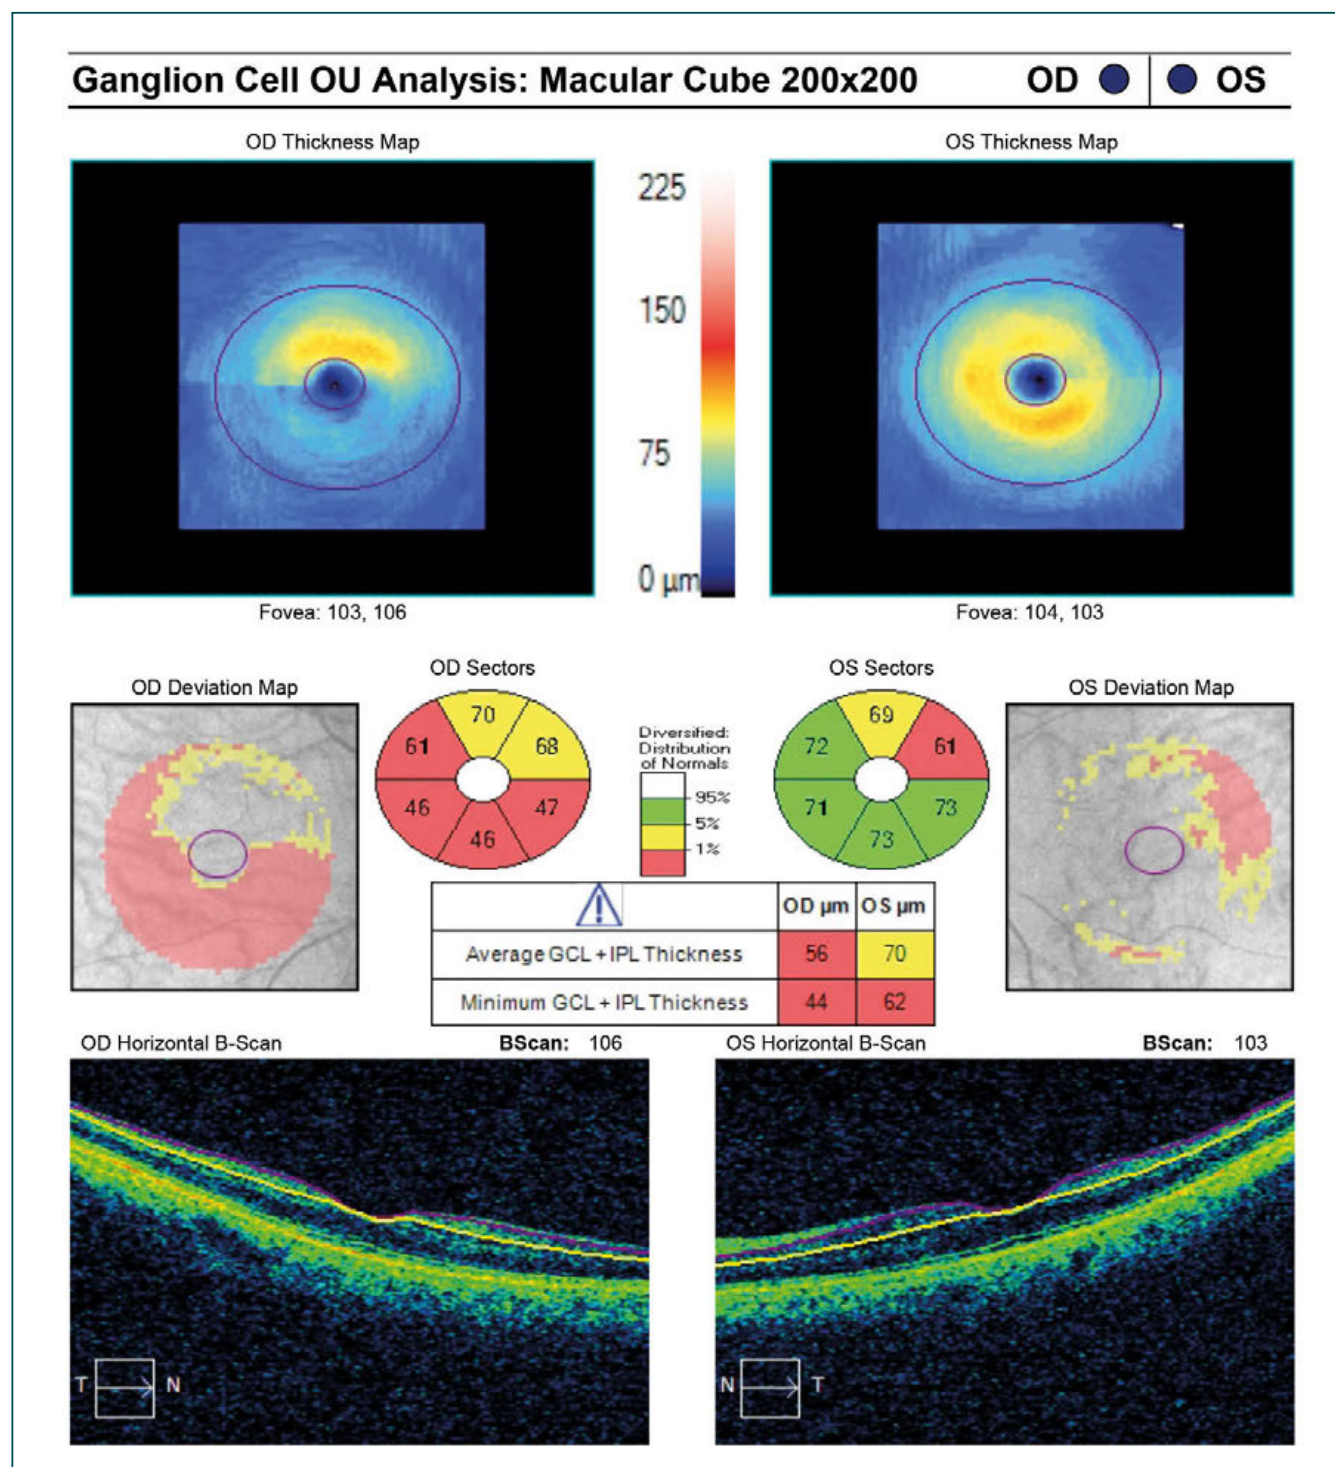 Ganglion Cell OU Analysis: Macular Cube 200x200 OD OS
OD Thickness Map
OS Thickness Map
225
150
75
0 µm
Fovea: 103, 106
Fovea: 104, 103
OD Deviation Map
OD Sectors
70
61
68
46
47
46
Diversified:
Distribution
of Normals
95%
5%
1%
OS Sectors
69
72
61
71
73
73
OS Deviation Map
OD µm OS µm
Average GCL + IPL Thickness 56 70
Minimum GCL + IPL Thickness 44 62
OD Horizontal B-Scan BScan: 106
OS Horizontal B-Scan BScan: 103
T N
N T